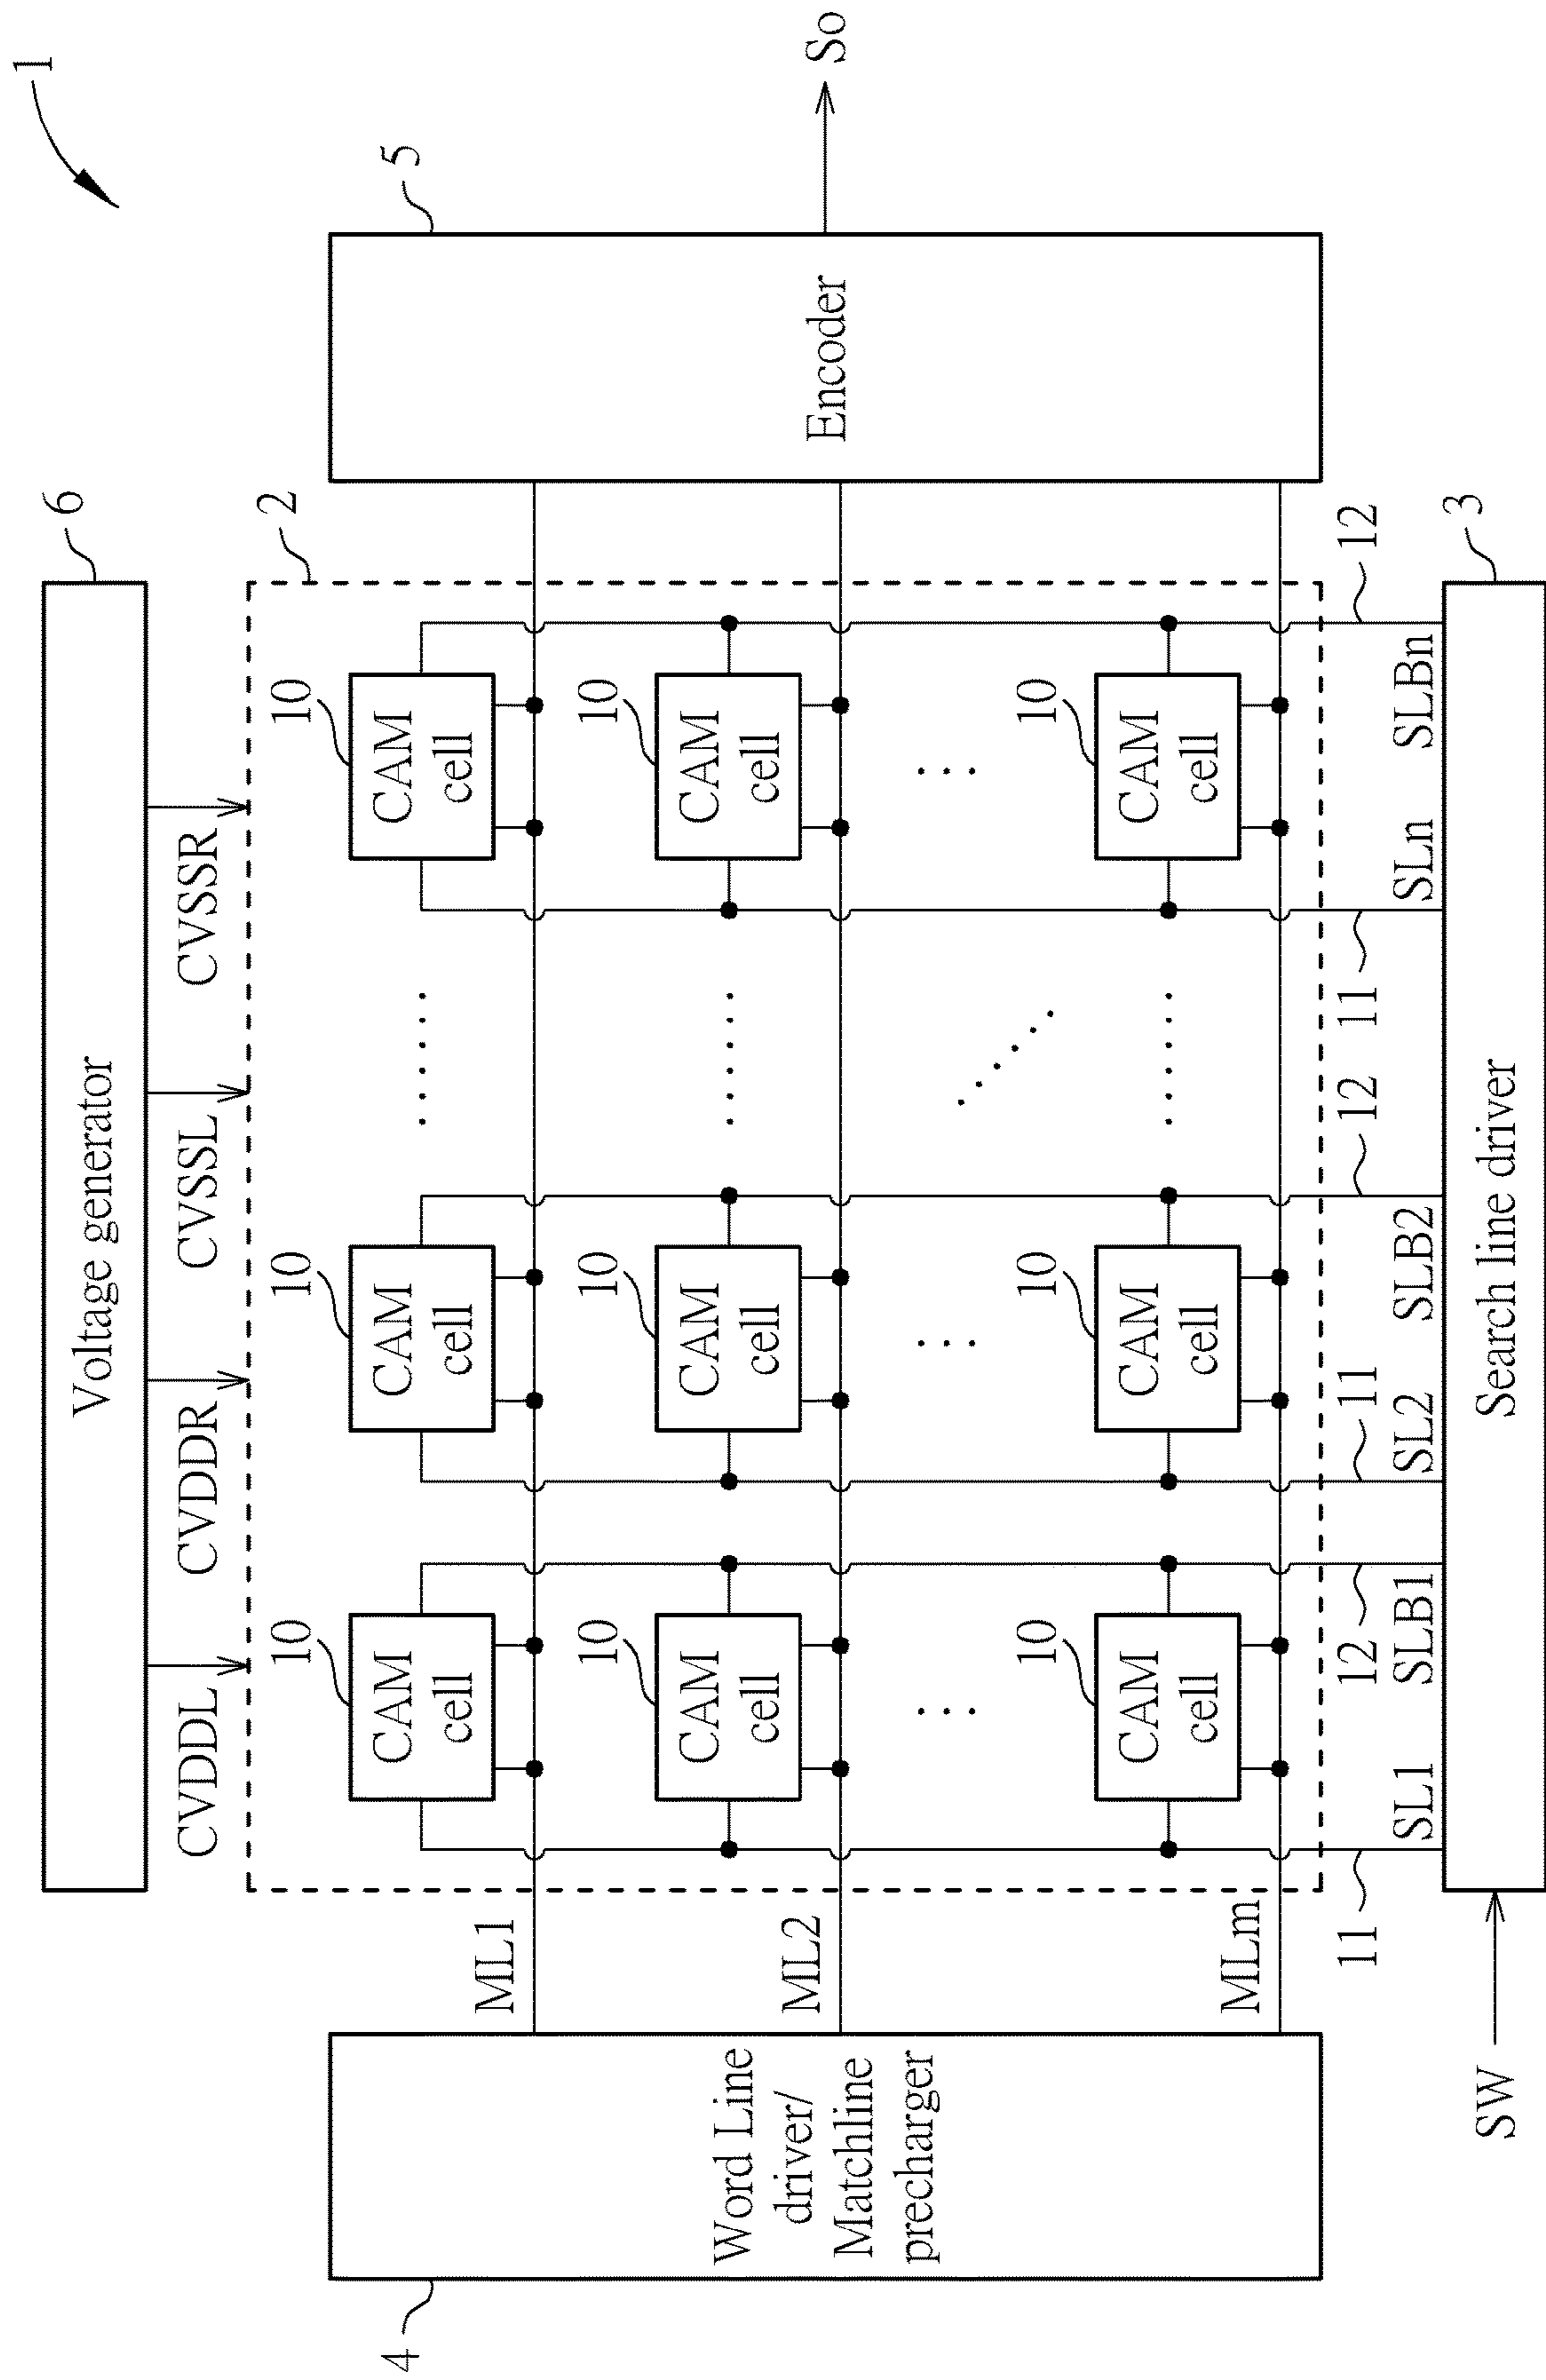 1
Voltage generator
6
CVDDL
CVDDR
CVSSL
CVSSR
2
5
10
10
10
CAM
cell
CAM
cell
CAM
cell
ML1
10
10
10
CAM
cell
CAM
cell
CAM
cell
ML2
10
10
10
CAM
cell
CAM
cell
CAM
cell
MLm
Word Line
driver/
Matchline
precharger
4
Encoder
So
11
12
11
12
11
12
SL1
SLB1
SL2
SLB2
SLn
SLBn
SW
Search line driver
3